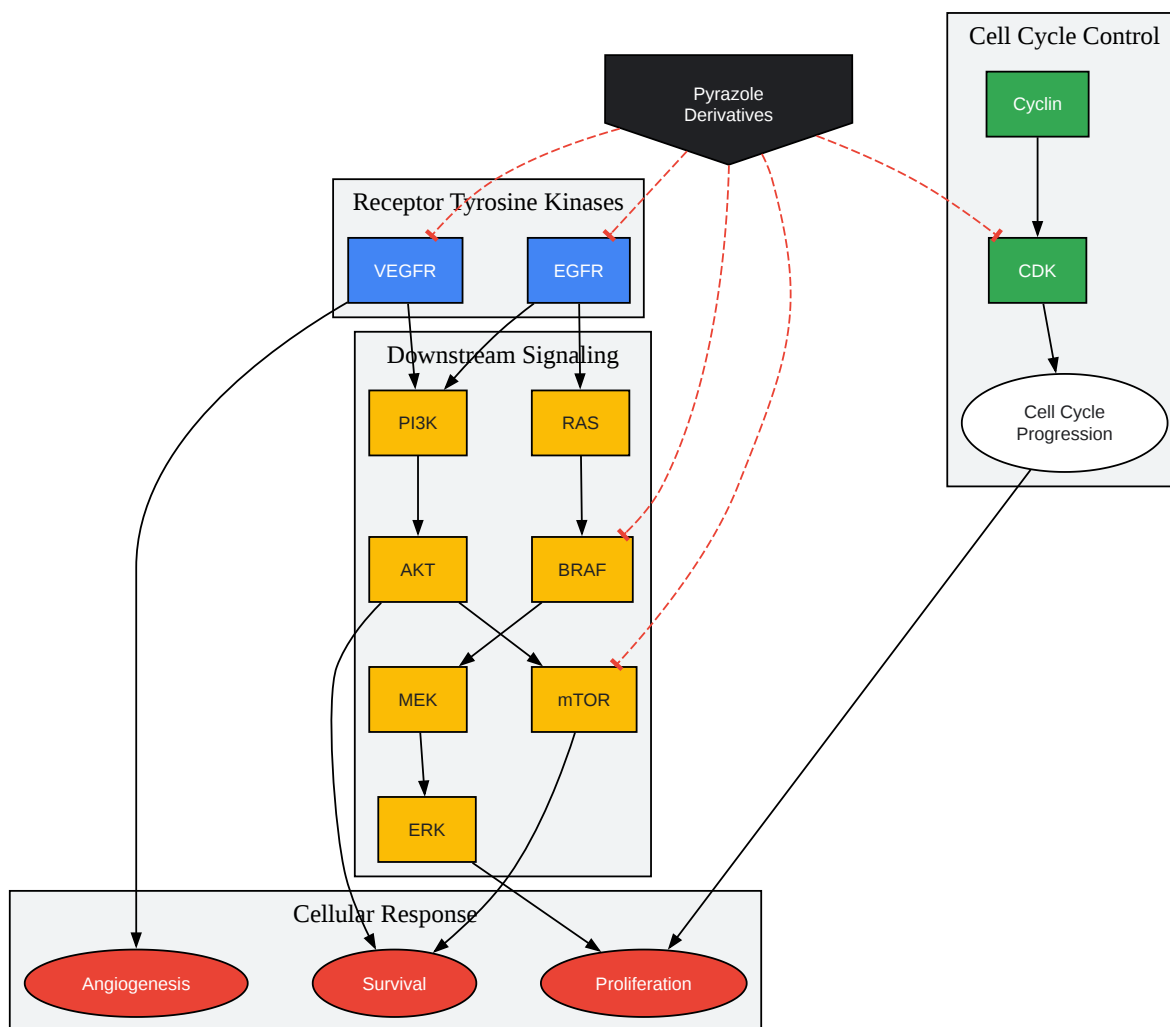 Cell Cycle Control
Pyrazole
Derivatives
Cyclin
Receptor Tyrosine Kinases
VEGFR
EGFR
CDK
Downstream Signaling
PI3K
RAS
Cell Cycle
Progression
AKT
BRAF
MEK
mTOR
ERK
Cellular Response
Angiogenesis
Survival
Proliferation